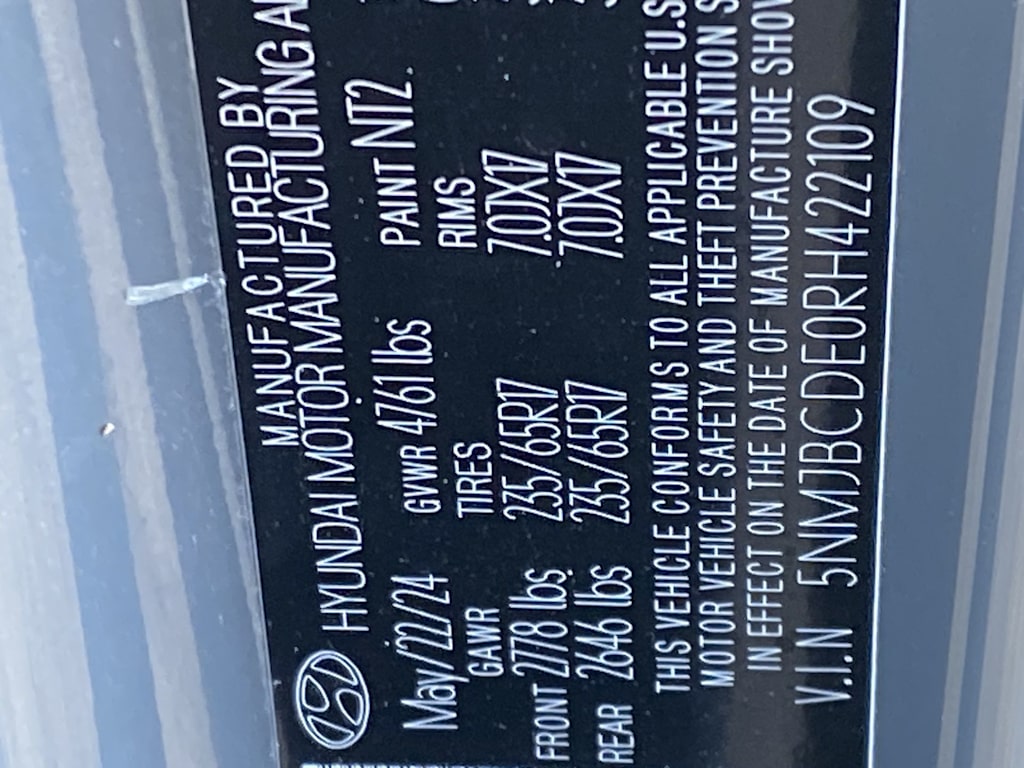 MANUFACTURED BY
HYUNDAI MOTOR MANUFACTURING
May/22/24 GVWR 4761 lbs PAINT NT2
GAWR TIRES RIMS
FRONT 2778 lbs 235/65R17 7.0JX17
REAR 2646 lbs 235/65R17 7.0JX17
THIS VEHICLE CONFORMS TO ALL APPLICABLE U.S
MOTOR VEHICLE SAFETY AND THEFT PREVENTION
IN EFFECT ON THE DATE OF MANUFACTURE
V.I.N 5NMJBCDE0RH422109